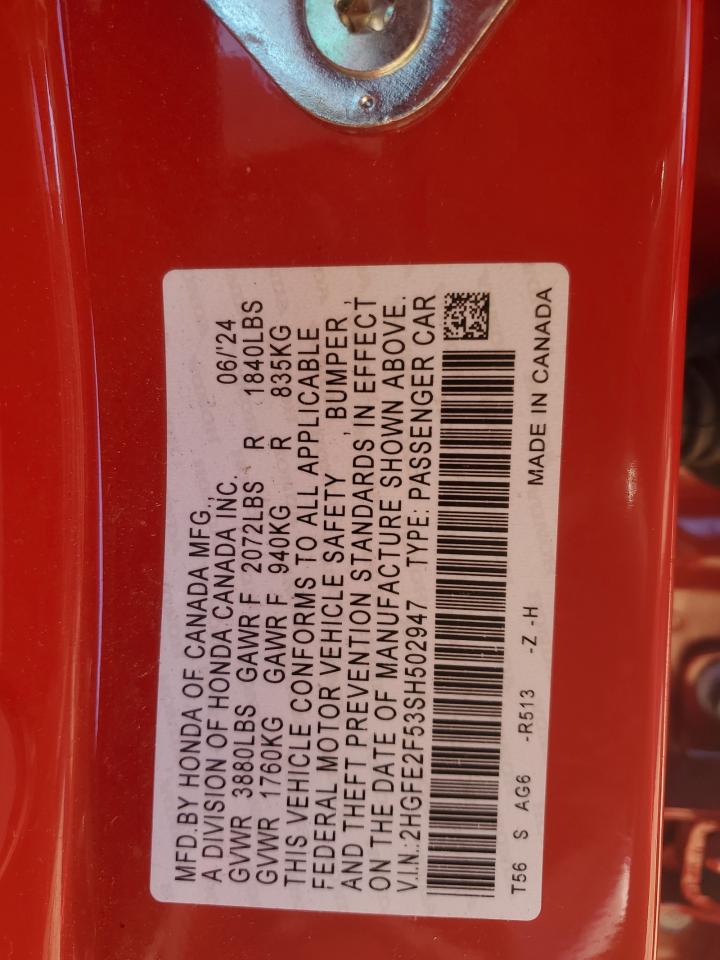 MFD.BY HONDA OF CANADA MFG.,
A DIVISION OF HONDA CANADA INC. 06/'24
GVWR 3880LBS GAWR F 2072LBS R 1840LBS
GVWR 1760KG GAWR F 940KG R 835KG
THIS VEHICLE CONFORMS TO ALL APPLICABLE
FEDERAL MOTOR VEHICLE SAFETY , BUMPER ,
AND THEFT PREVENTION STANDARDS IN EFFECT
ON THE DATE OF MANUFACTURE SHOWN ABOVE.
V.I.N.:2HGFE2F53SH502947 TYPE: PASSENGER CAR
T56 S AG6 -R513 -Z -H MADE IN CANADA